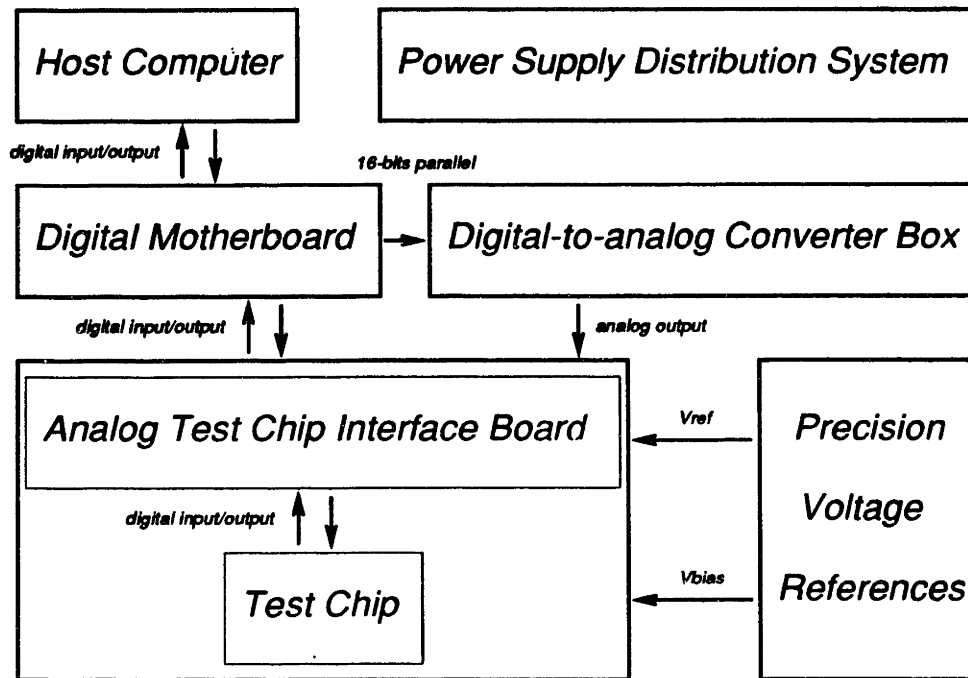 Host Computer
Power Supply Distribution System
digital input/output
16-bits parallel
Digital Motherboard
Digital-to-analog Converter Box
digital input/output
analog output
Analog Test Chip Interface Board
Vref
Precision
Voltage
References
digital input/output
Vbias
Test Chip